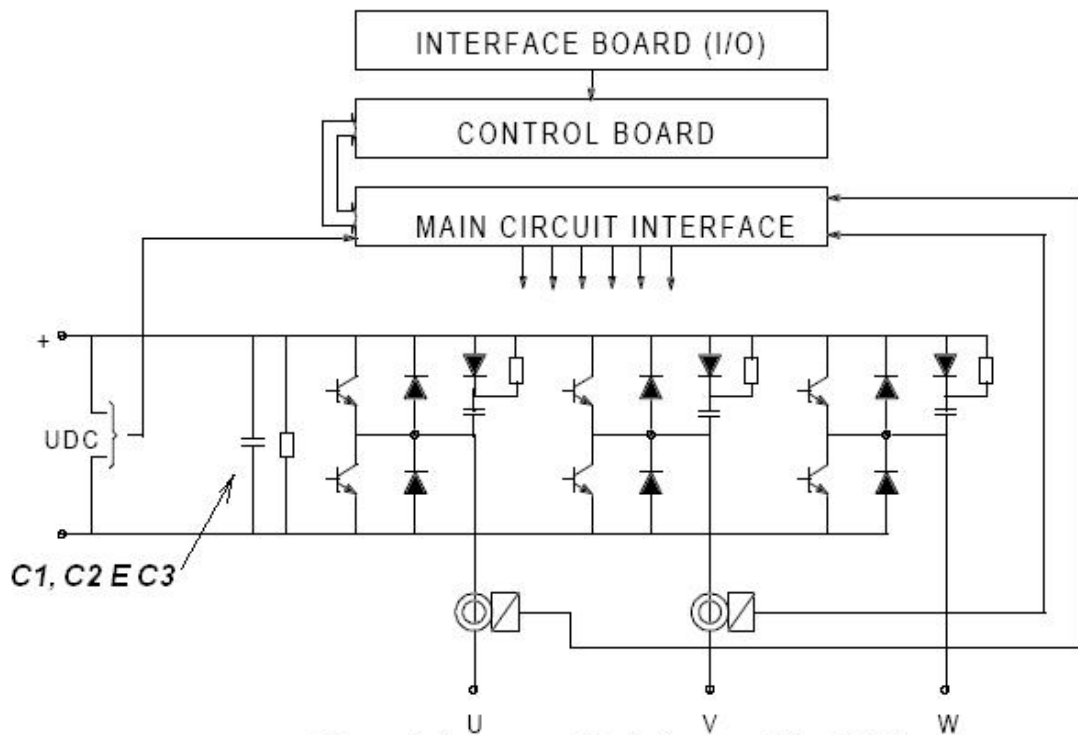 INTERFACE BOARD (I/O)
CONTROL BOARD
MAIN CIRCUIT INTERFACE
+
UDC
-
C1, C2 E C3
U
V
W